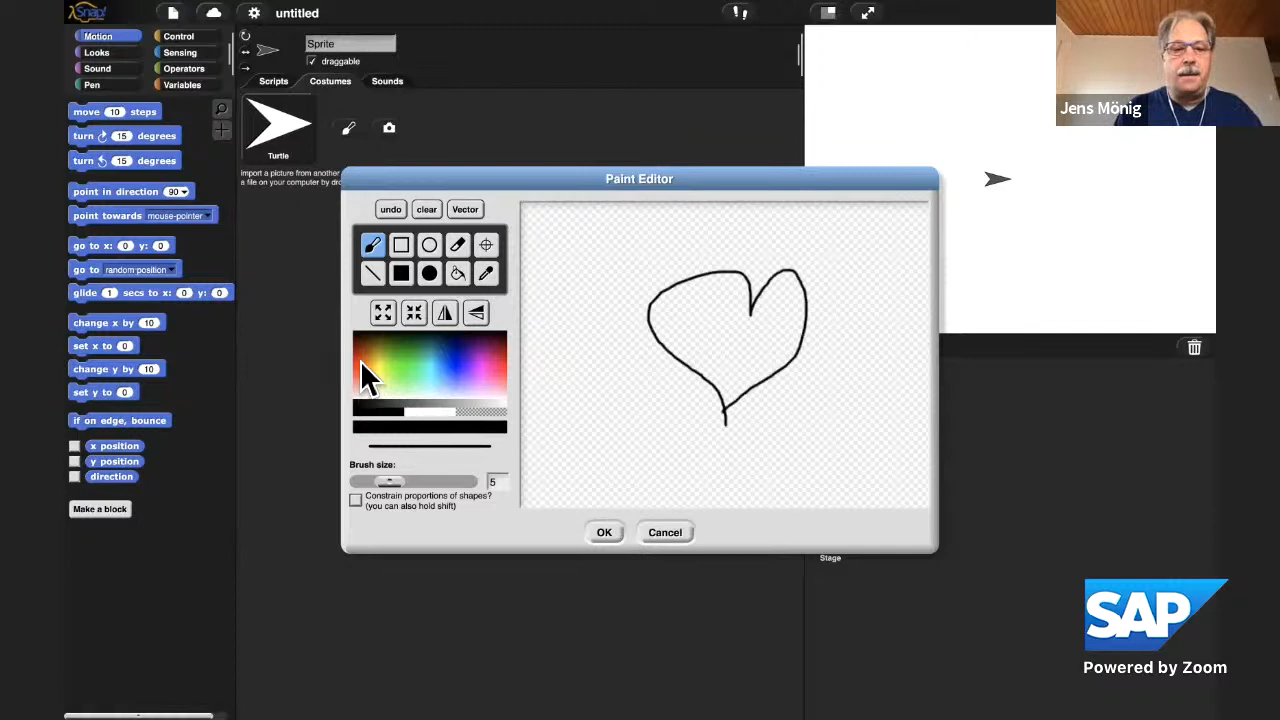 Snap!
untitled
Motion
Control
Looks
Sensing
Sound
Operators
Pen
Variables
Sprite
draggable
Scripts
Costumes
Sounds
move 10 steps
turn 15 degrees
turn 15 degrees
point in direction 90
point towards mouse-pointer
go to x: 0 y: 0
go to random position
glide 1 secs to x: 0 y: 0
change x by 10
set x to 0
change y by 10
set y to 0
if on edge, bounce
x position
y position
direction
Make a block
Turtle
import a picture from another
a file on your computer by
Paint Editor
undo
clear
Vector
Brush size:
5
Constrain proportions of shapes?
(you can also hold shift)
OK
Cancel
Stage
Jens Mönig
SAP
Powered by Zoom